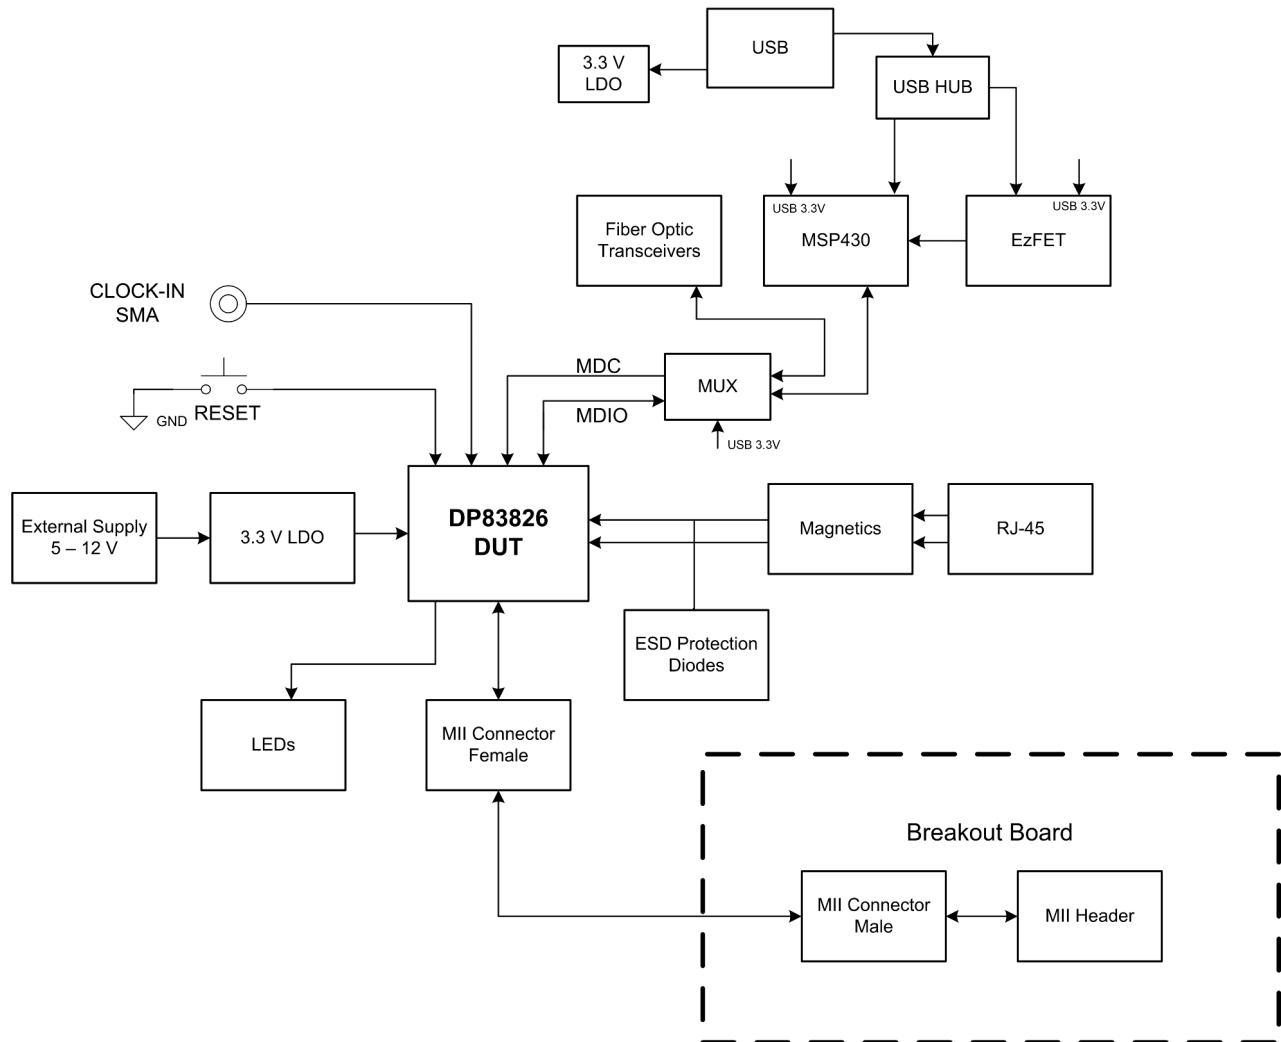 USB
3.3 V
LDO
USB HUB
USB 3.3V
MSP430
USB 3.3V
EzFET
Fiber Optic
Transceivers
CLOCK-IN
SMA
MDC
MUX
MDIO
USB 3.3V
GND
RESET
External Supply
5 – 12 V
3.3 V LDO
DP83826
DUT
Magnetics
RJ-45
ESD Protection
Diodes
LEDs
MII Connector
Female
Breakout Board
MII Connector
Male
MII Header